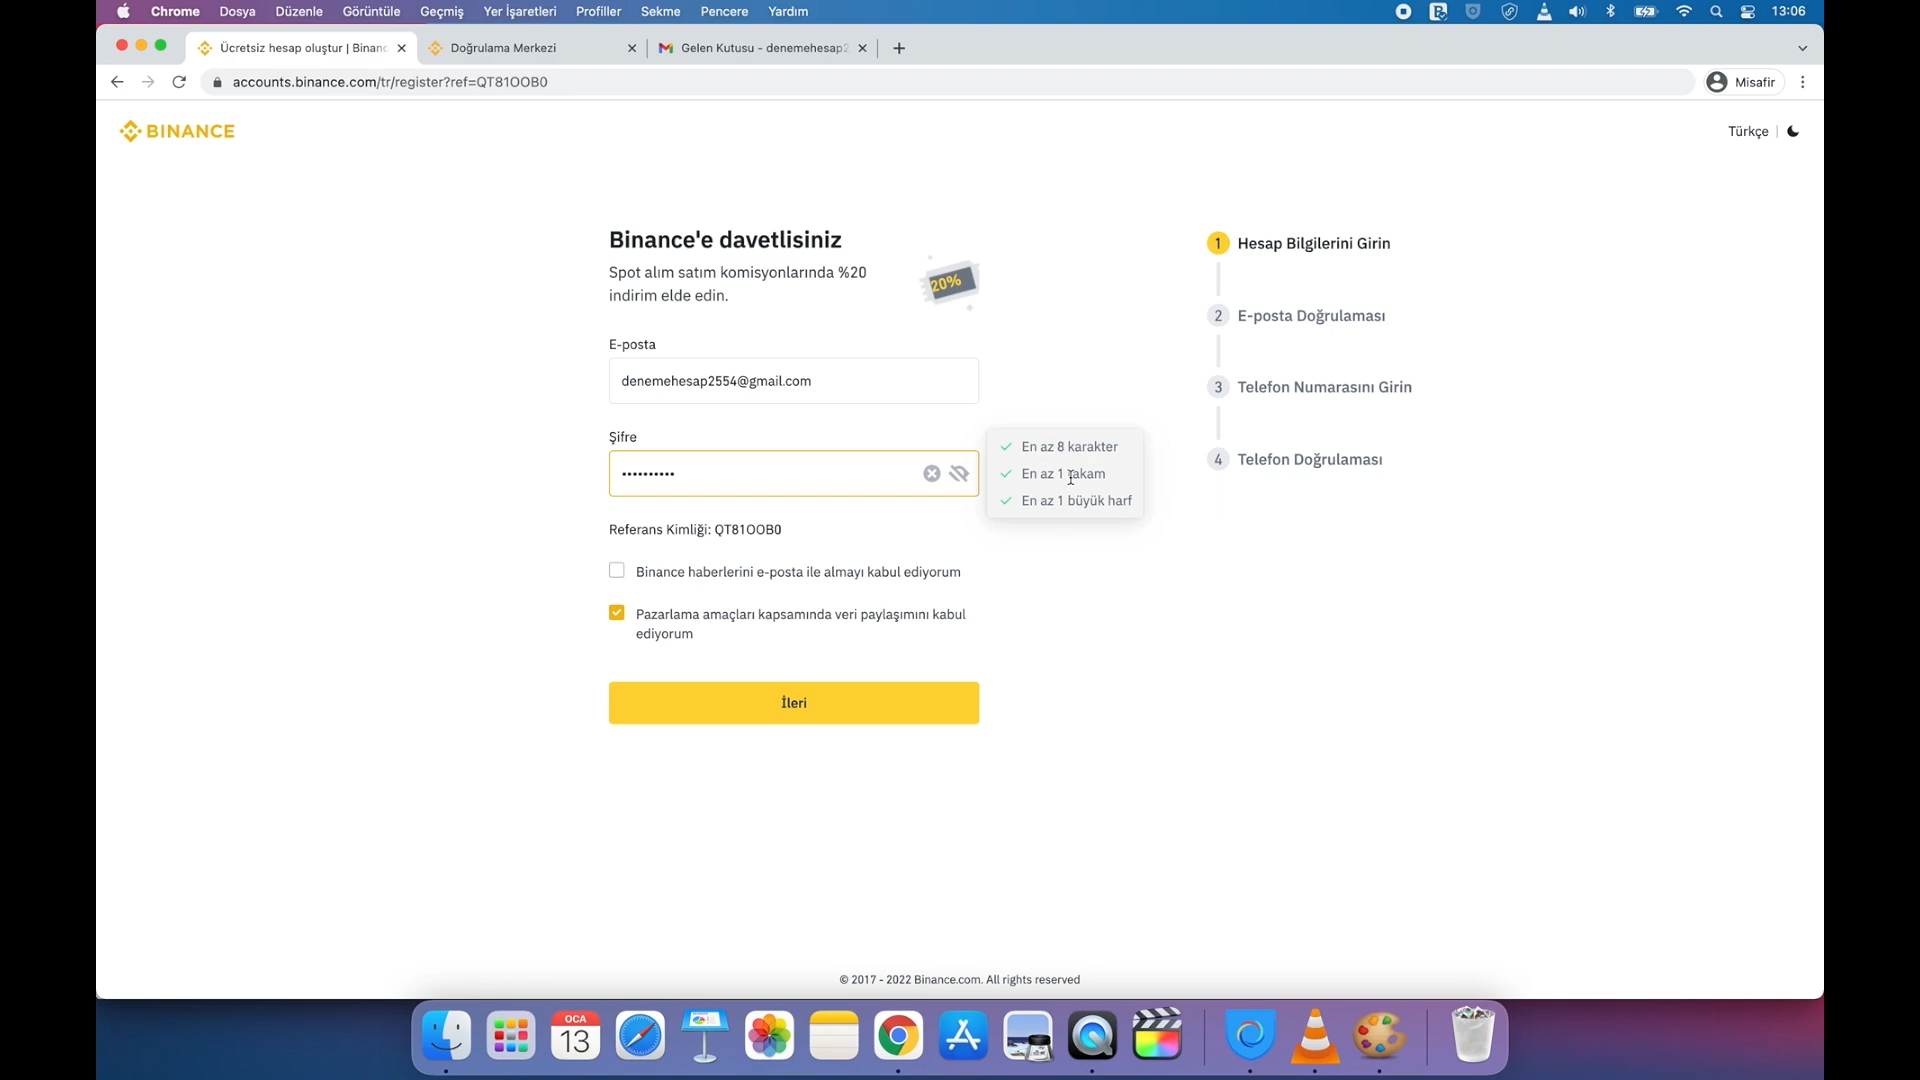 Chrome Dosya Düzenle Görüntüle Geçmiş Yer İşaretleri Profiller Sekme Pencere Yardım 13:06
Ücretsiz hesap oluştur | Binanc Doğrulama Merkezi Gelen Kutusu - denemehesap2
accounts.binance.com/tr/register?ref=QT81OOB0 Misafir
BINANCE Türkçe
Binance'e davetlisiniz
Spot alım satım komisyonlarında %20
indirim elde edin.
20%
1 Hesap Bilgilerini Girin
2 E-posta Doğrulaması
3 Telefon Numarasını Girin
4 Telefon Doğrulaması
E-posta
denemehesap2554@gmail.com
Şifre
••••••••••
En az 8 karakter
En az 1 rakam
En az 1 büyük harf
Referans Kimliği: QT81OOB0
Binance haberlerini e-posta ile almayı kabul ediyorum
Pazarlama amaçları kapsamında veri paylaşımını kabul
ediyorum
İleri
© 2017 - 2022 Binance.com. All rights reserved
OCA
13